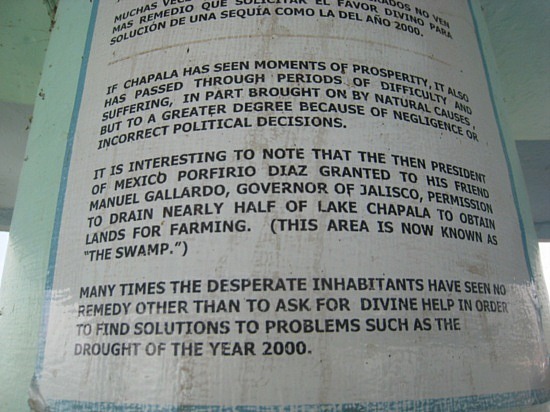 MUCHAS VECE RADOS NO VEN
MAS REMEDIO QUE SOLICITAR EL FAVOR DIVINO PARA
SOLUCIÓN DE UNA SEQUÍA COMO LA DEL AÑO 2000.
IF CHAPALA HAS SEEN MOMENTS OF PROSPERITY, IT ALSO
HAS PASSED THROUGH PERIODS OF DIFFICULTY AND
SUFFERING, IN PART BROUGHT ON BY NATURAL CAUSES
BUT TO A GREATER DEGREE BECAUSE OF NEGLIGENCE OR
INCORRECT POLITICAL DECISIONS.
IT IS INTERESTING TO NOTE THAT THE THEN PRESIDENT
OF MEXICO PORFIRIO DIAZ GRANTED TO HIS FRIEND
MANUEL GALLARDO, GOVERNOR OF JALISCO, PERMISSION
TO DRAIN NEARLY HALF OF LAKE CHAPALA TO OBTAIN
LANDS FOR FARMING. (THIS AREA IS NOW KNOWN AS
"THE SWAMP.")
MANY TIMES THE DESPERATE INHABITANTS HAVE SEEN NO
REMEDY OTHER THAN TO ASK FOR DIVINE HELP IN ORDER
TO FIND SOLUTIONS TO PROBLEMS SUCH AS THE
DROUGHT OF THE YEAR 2000.